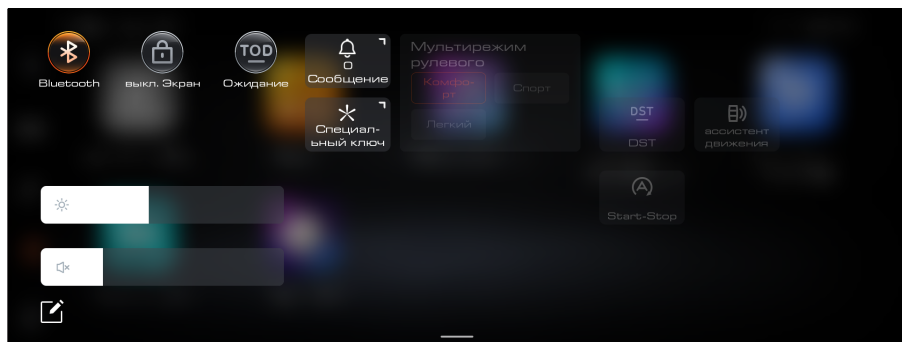 TOD
Bluetooth
выкл. Экран
Ожидание
0
Сообщение
Специал-
ьный ключ
Мультирежим
рулевого
Комфо-
рт
Спорт
Легкий
DST
DST
ассистент
движения
A
Start-Stop